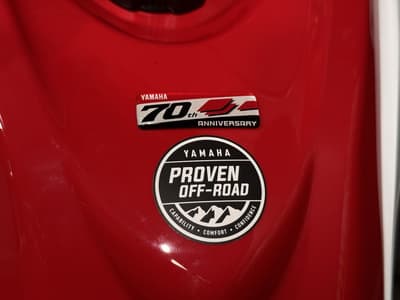 YAMAHA
70th
ANNIVERSARY
YAMAHA
PROVEN
OFF-ROAD
CAPABILITY • COMFORT • CONFIDENCE